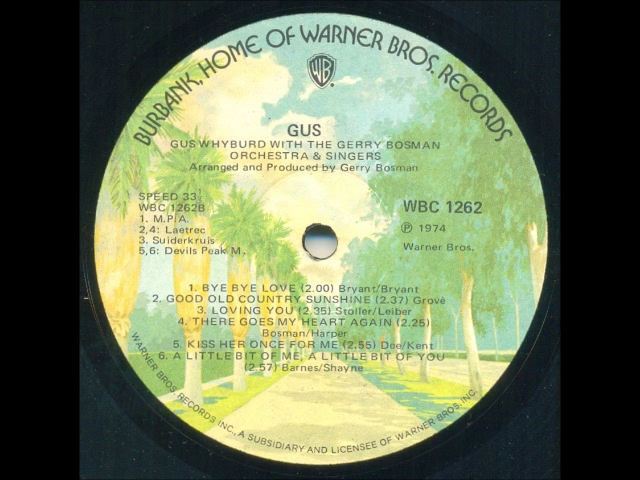 BURBANK, HOME OF WARNER BROS. RECORDS
WB
GUS
GUS WHYBURD WITH THE GERRY BOSMAN
ORCHESTRA & SINGERS
Arranged and Produced by Gerry Bosman
SPEED 33⅓
WBC 1262B
1. M.P.A.
2,4: Laetrec
3. Suiderkruis
5,6: Devils Peak M.
WBC 1262
Ⓟ 1974
Warner Bros.
1. BYE BYE LOVE (2.00) Bryant/Bryant
2. GOOD OLD COUNTRY SUNSHINE (2.37) Grové
3. LOVING YOU (2.35) Stoller/Leiber
4. THERE GOES MY HEART AGAIN (2.25)
Bosman/Harper
5. KISS HER ONCE FOR ME (2.55) Dee/Kent
6. A LITTLE BIT OF ME, A LITTLE BIT OF YOU
(2.57) Barnes/Shayne
WARNER BROS. RECORDS INC., A SUBSIDIARY AND LICENSEE OF WARNER BROS. INC.